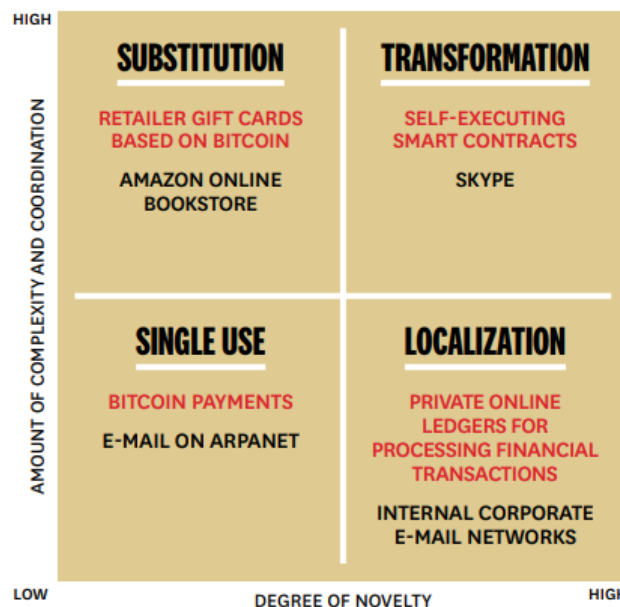 HIGH
SUBSTITUTION
RETAILER GIFT CARDS
BASED ON BITCOIN
AMAZON ONLINE
BOOKSTORE
TRANSFORMATION
SELF-EXECUTING
SMART CONTRACTS
SKYPE
AMOUNT OF COMPLEXITY AND COORDINATION
SINGLE USE
BITCOIN PAYMENTS
E-MAIL ON ARPANET
LOCALIZATION
PRIVATE ONLINE
LEDGERS FOR
PROCESSING FINANCIAL
TRANSACTIONS
INTERNAL CORPORATE
E-MAIL NETWORKS
LOW
DEGREE OF NOVELTY
HIGH